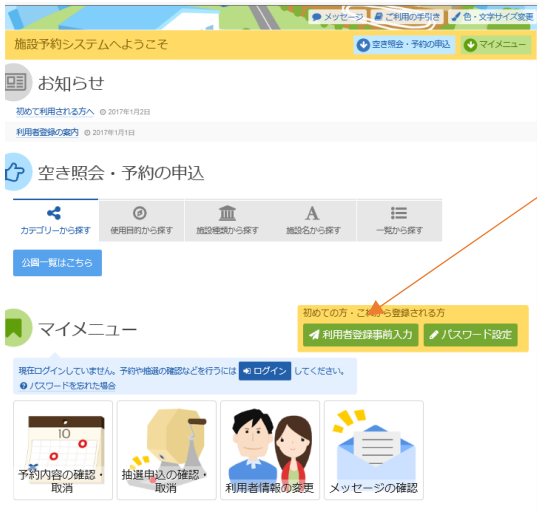 メッセージ ご利用の手引き 色・文字サイズ変更
施設予約システムへようこそ 空き照会・予約の申込 マイメニュー
お知らせ
初めて利用される方へ 2017年1月2日
利用者登録の案内 2017年1月1日
空き照会・予約の申込
カテゴリーから探す 使用目的から探す 施設種類から探す 施設名から探す 一覧から探す
公園一覧はこちら
初めての方・これから登録される方
マイメニュー 利用者登録事前入力 パスワード設定
現在ログインしていません。予約や抽選の確認などを行うには ログイン してください。
パスワードを忘れた場合
10
予約内容の確認・取消 抽選申込の確認・取消 利用者情報の変更 メッセージの確認